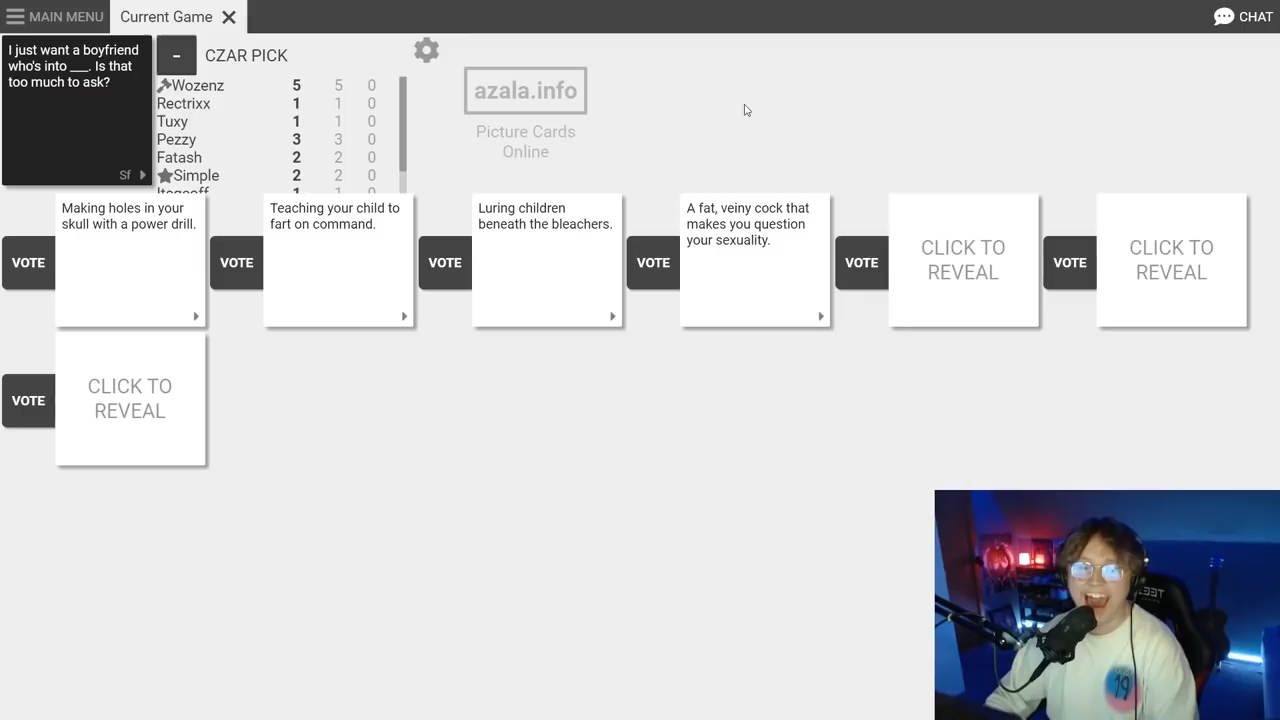 MAIN MENU
Current Game
CHAT
I just want a boyfriend
who's into ___. Is that
too much to ask?
Sf
-
CZAR PICK
Wozenz 5 5 0
Rectrixx 1 1 0
Tuxy 1 1 0
Pezzy 3 3 0
Fatash 2 2 0
Simple 2 2 0
azala.info
Picture Cards
Online
VOTE
Making holes in your
skull with a power drill.
VOTE
Teaching your child to
fart on command.
VOTE
Luring children
beneath the bleachers.
VOTE
A fat, veiny cock that
makes you question
your sexuality.
VOTE
CLICK TO
REVEAL
VOTE
CLICK TO
REVEAL
VOTE
CLICK TO
REVEAL
19